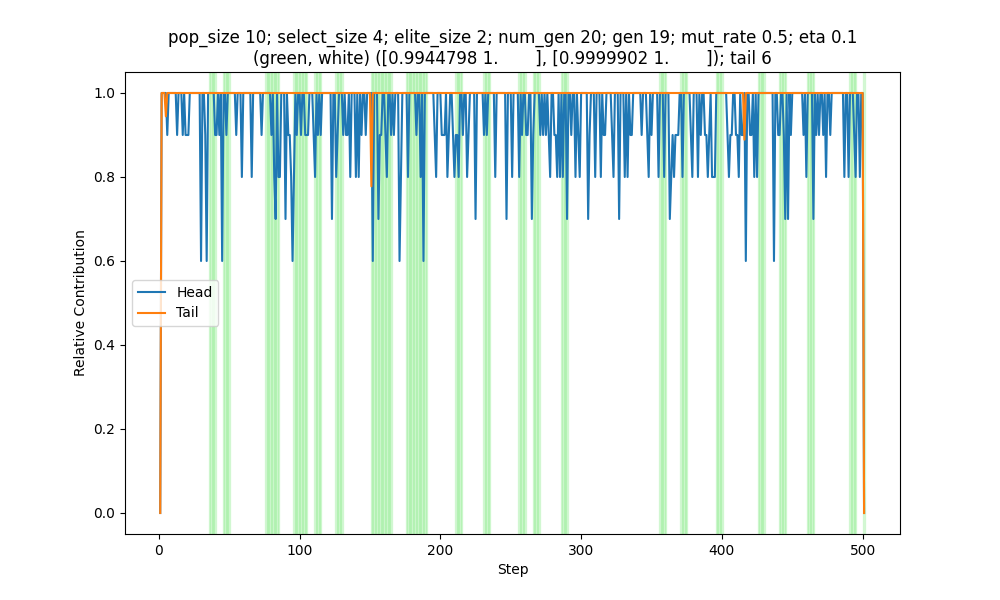 pop_size 10; select_size 4; elite_size 2; num_gen 20; gen 19; mut_rate 0.5; eta 0.1
(green, white) ([0.9944798 1.        ], [0.9999902 1.        ]); tail 6
1.0
0.8
0.6
0.4
0.2
0.0
Relative Contribution
Head
Tail
0 100 200 300 400 500
Step